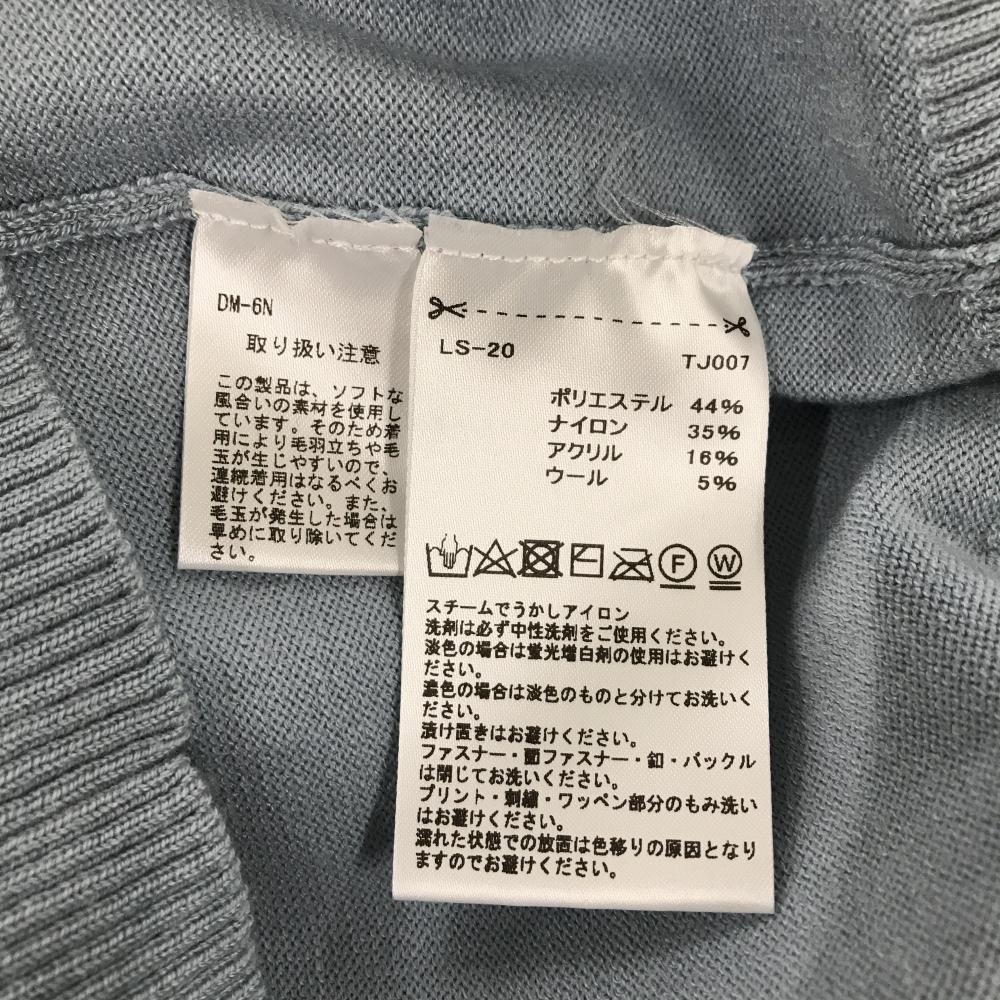 DM-6N
取り扱い注意
この製品は、ソフトな
風合いの素材を使用し
ています。そのため着
用により毛羽立ちや毛
玉が生じやすいので、
連続着用はなるべくお
避けください。また、
毛玉が発生した場合は
早めに取り除いてくだ
さい。
LS-20 TJ007
ポリエステル 44%
ナイロン 35%
アクリル 16%
ウール 5%
F W
スチームでうかしアイロン
洗剤は必ず中性洗剤をご使用ください。
淡色の場合は蛍光増白剤の使用はお避けく
ださい。
濃色の場合は淡色のものと分けてお洗いく
ださい。
漬け置きはお避けください。
ファスナー・面ファスナー・釦・バックル
は閉じてお洗いください。
プリント・刺繍・ワッペン部分のもみ洗い
はお避けください。
濡れた状態での放置は色移りの原因となり
ますのでお避けください。